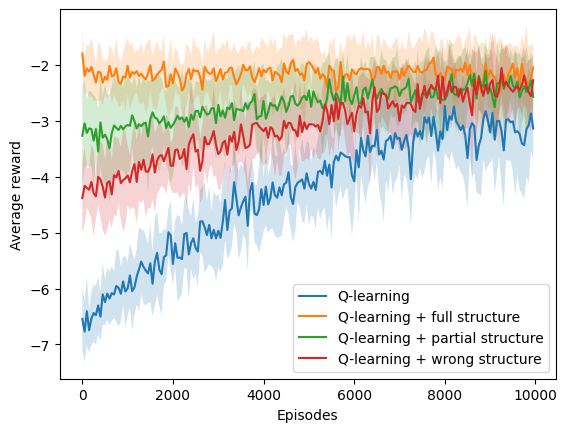 −2
−3
−4
−5
−6
−7
Average reward
0
2000
4000
6000
8000
10000
Episodes
Q-learning
Q-learning + full structure
Q-learning + partial structure
Q-learning + wrong structure